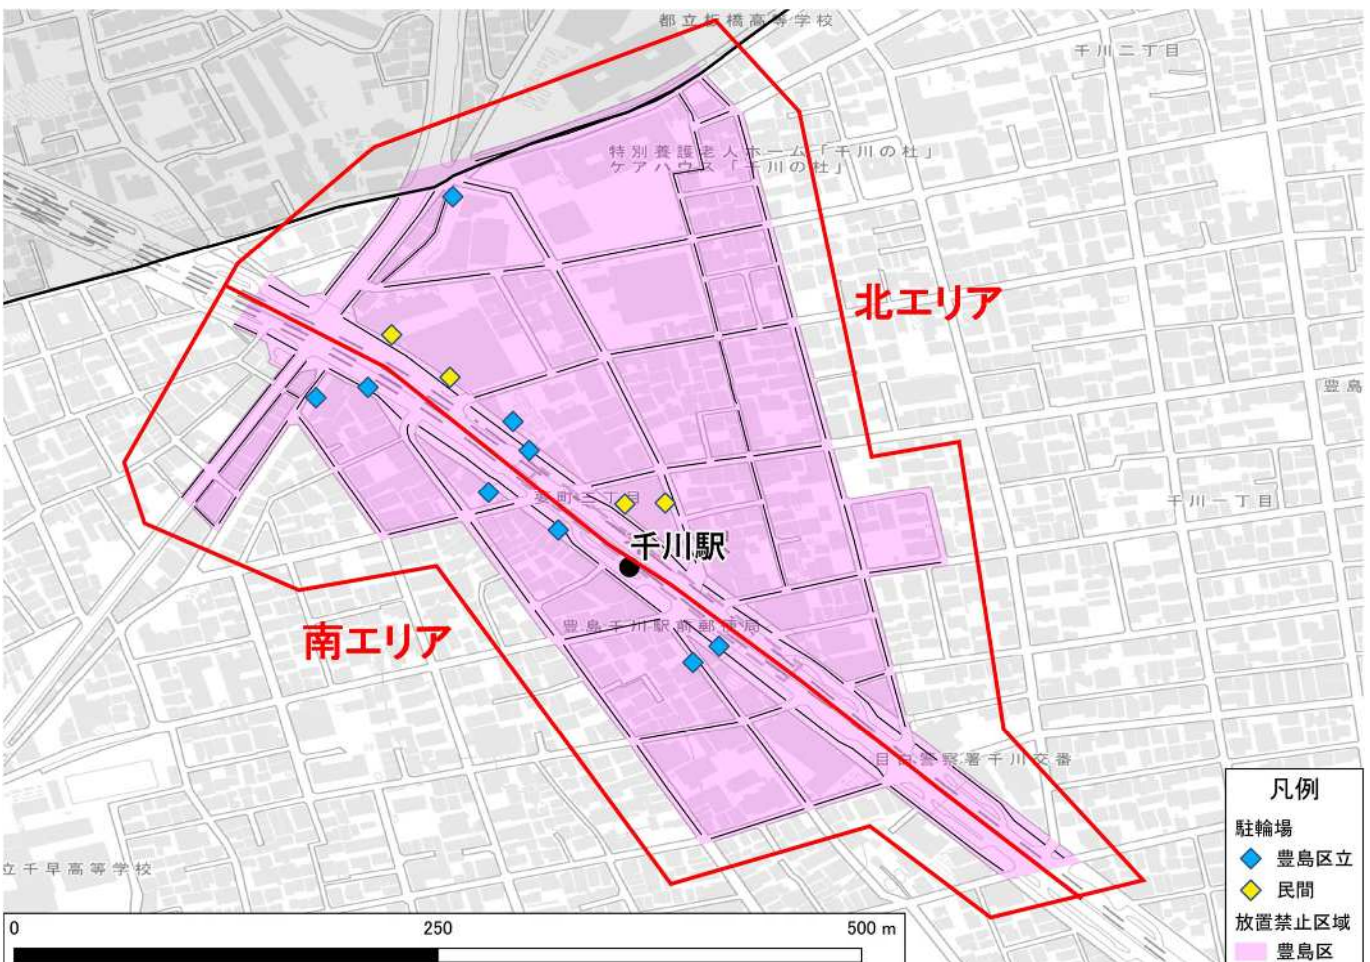 都立板橋高等学校
千川二丁目
特別養護老人ホーム「千川の杜」
ケアハウス「千川の杜」
北エリア
豊島
要町三丁目
千川一丁目
千川駅
豊島千川駅前郵便局
南エリア
目白警察署千川交番
立千早高等学校
凡例
駐輪場
豊島区立
民間
放置禁止区域
豊島区
0 250 500 m